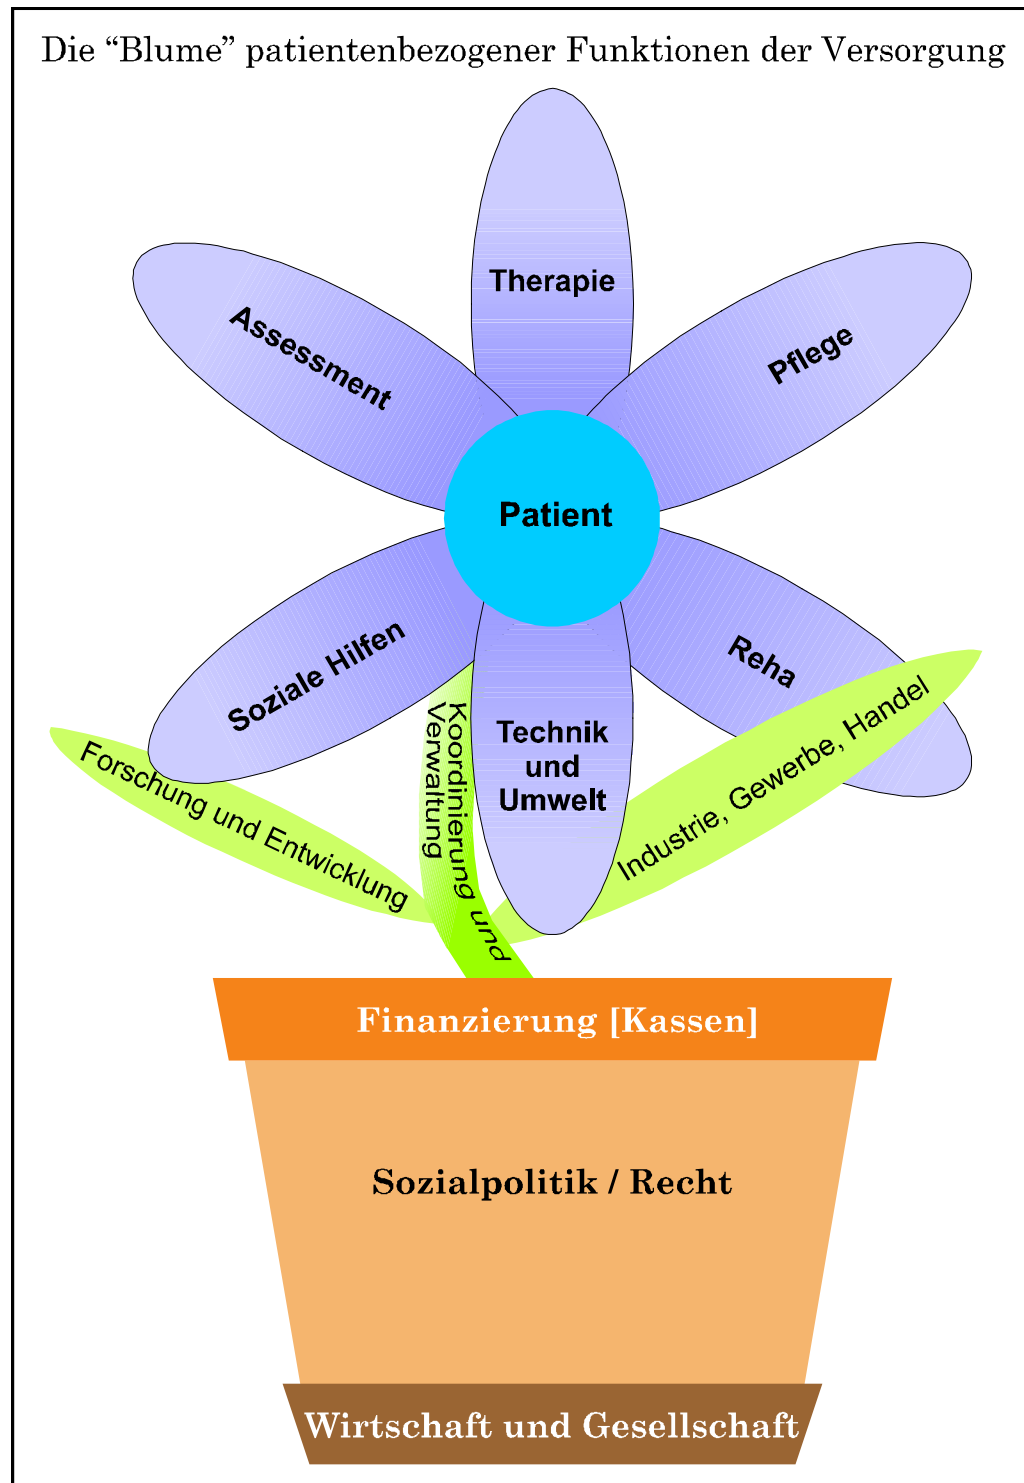 Die “Blume” patientenbezogener Funktionen der Versorgung
Therapie
Assessment
Pflege
Patient
Soziale Hilfen
Reha
Technik
und
Umwelt
Koordinierung und
Verwaltung
Forschung und Entwicklung
Industrie, Gewerbe, Handel
Finanzierung [Kassen]
Sozialpolitik / Recht
Wirtschaft und Gesellschaft